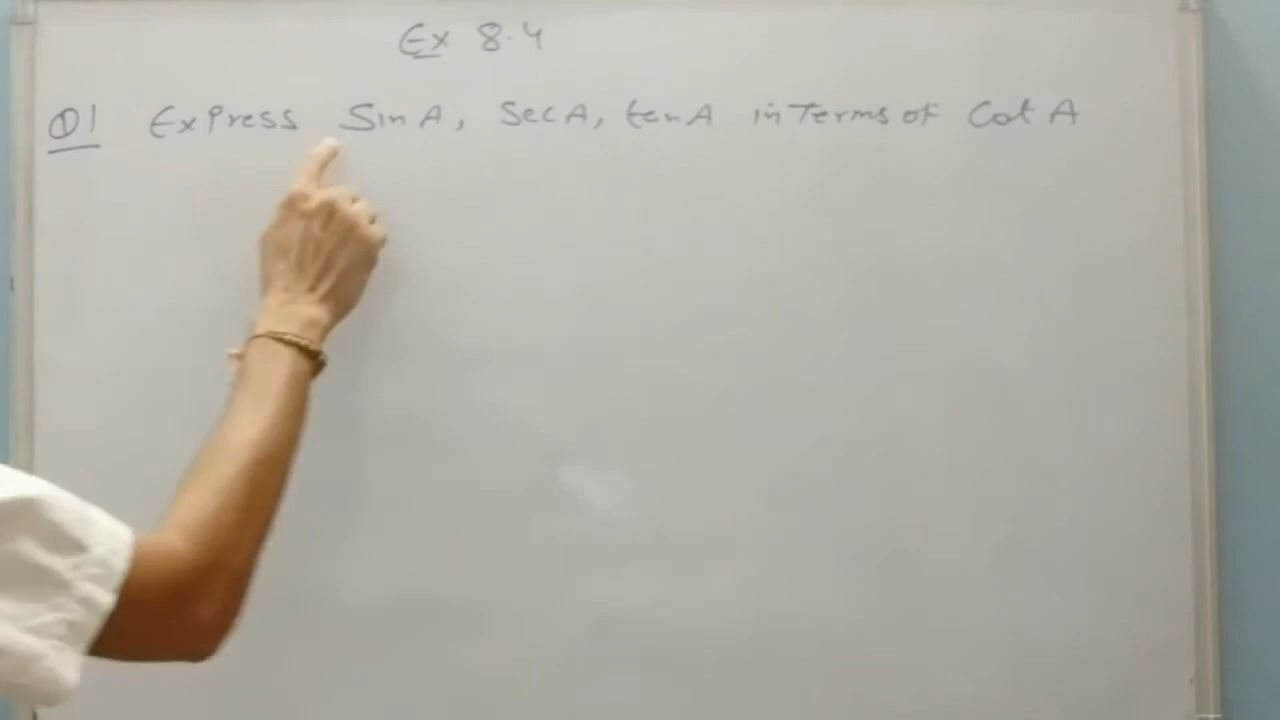 Ex 8.4
Q1 Express Sin A, Sec A, tan A in Terms of Cot A